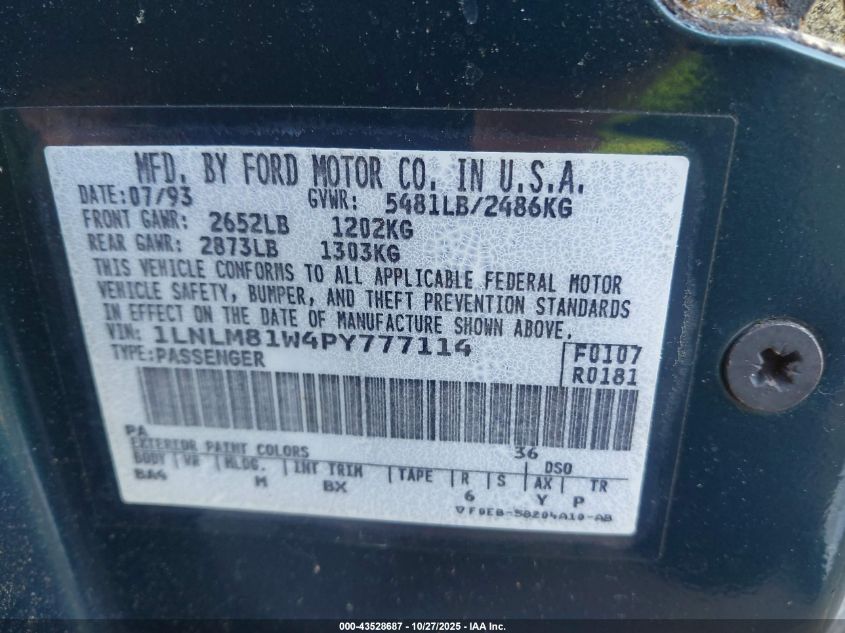 MFD. BY FORD MOTOR CO. IN U.S.A.
DATE: 07/93 GVWR: 5481LB/2486KG
FRONT GAWR: 2652LB 1202KG
REAR GAWR: 2873LB 1303KG
THIS VEHICLE CONFORMS TO ALL APPLICABLE FEDERAL MOTOR
VEHICLE SAFETY, BUMPER, AND THEFT PREVENTION STANDARDS
IN EFFECT ON THE DATE OF MANUFACTURE SHOWN ABOVE.
VIN: 1LNLM81W4PY777114 F0107
TYPE: PASSENGER R0181
PA 36
EXTERIOR PAINT COLORS DSO
BODY VR MLDG. INT TRIM TAPE R S AX TR
BA4 M BX 6 Y P
▽F0EB-58204A10-AB
000-43528687 - 10/27/2025 - IAA Inc.